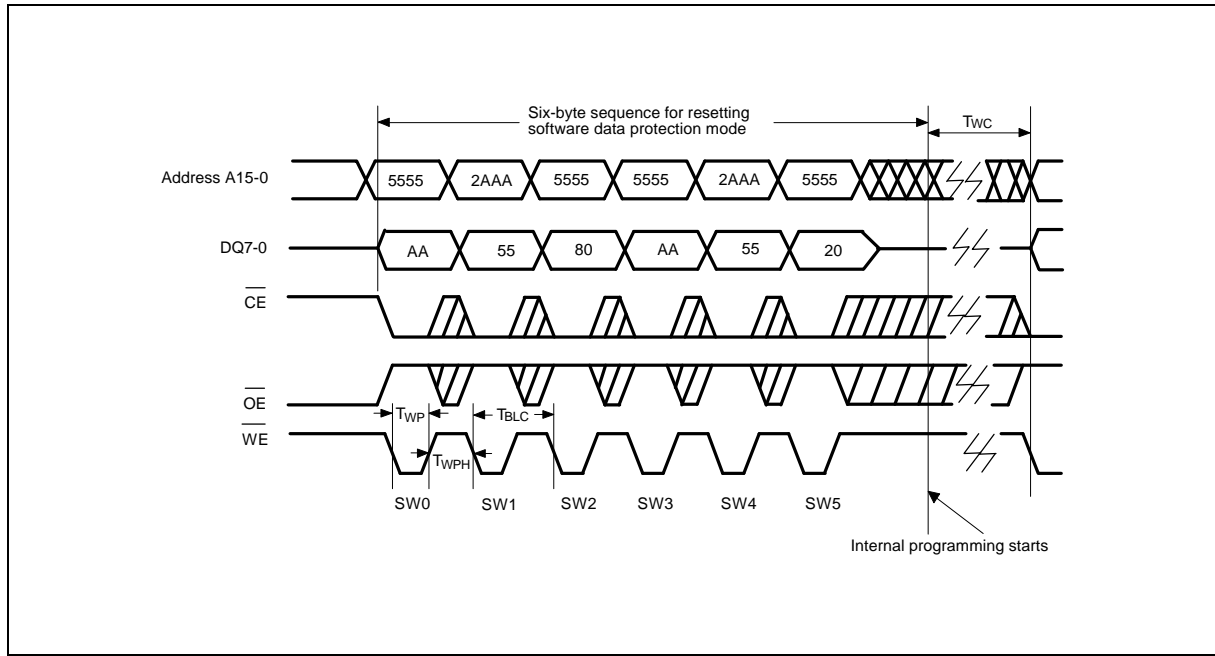 Six-byte sequence for resetting
software data protection mode
TWC
Address A15-0
5555 2AAA 5555 5555 2AAA 5555
DQ7-0
AA 55 80 AA 55 20
CE
OE
TWP TBLC
WE
TWPH
SW0 SW1 SW2 SW3 SW4 SW5
Internal programming starts